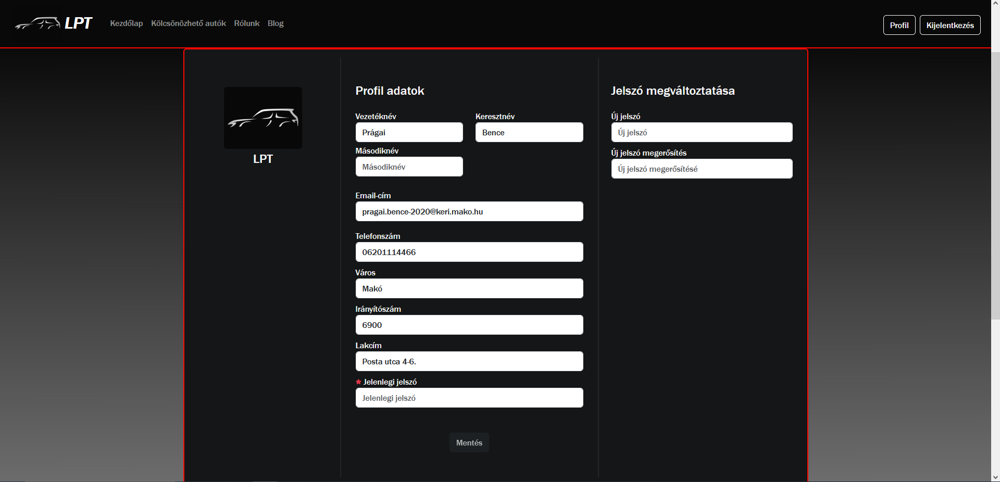 LPT
Kezdőlap Kölcsönözhető autók Rólunk Blog
Profil Kijelentkezés
LPT
Profil adatok
Vezetéknév Keresztnév
Prágai Bence
Másodiknév
Másodiknév
Email-cím
pragai.bence-2020@keri.mako.hu
Telefonszám
06201114466
Város
Makó
Irányítószám
6900
Lakcím
Posta utca 4-6.
Jelenlegi jelszó
Jelenlegi jelszó
Mentés
Jelszó megváltoztatása
Új jelszó
Új jelszó
Új jelszó megerősítés
Új jelszó megerősítésé